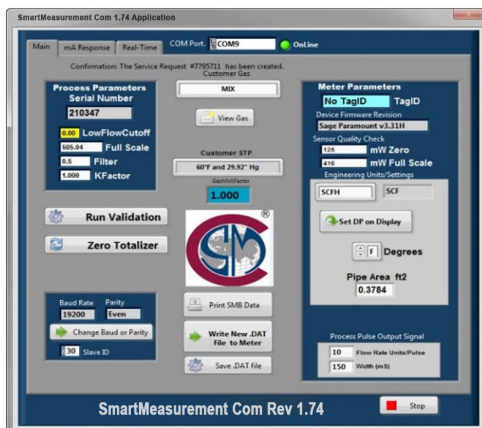 SmartMeasurement Com 1.74 Application
Main mA Response Real-Time COM Port. COM9 OnLine
Confirmation: The Service Request #7795711 has been created.
Process Parameters
Serial Number
210347
0.00 LowFlowCutoff
505.04 Full Scale
0.5 Filter
1.000 KFactor
Run Validation
Zero Totalizer
Baud Rate Parity
19200 Even
Change Baud or Parity
30 Slave ID
Customer Gas
MIX
View Gas
Customer STP
60°F and 29.92" Hg
GasMixFactor
1.000
CSM
®
Print SMB Data
Write New .DAT
File to Meter
Save .DAT file
Meter Parameters
No TagID TagID
Device Firmware Revision
Sage Paramount v3.31H
Sensor Quality Check
125 mW Zero
416 mW Full Scale
Engineering Units/Settings
SCFH SCF
Set DP on Display
F Degrees
Pipe Area ft2
0.3784
Process Pulse Output Signal
10 Flow Rate Units/Pulse
150 Width (mS)
SmartMeasurement Com Rev 1.74
Stop